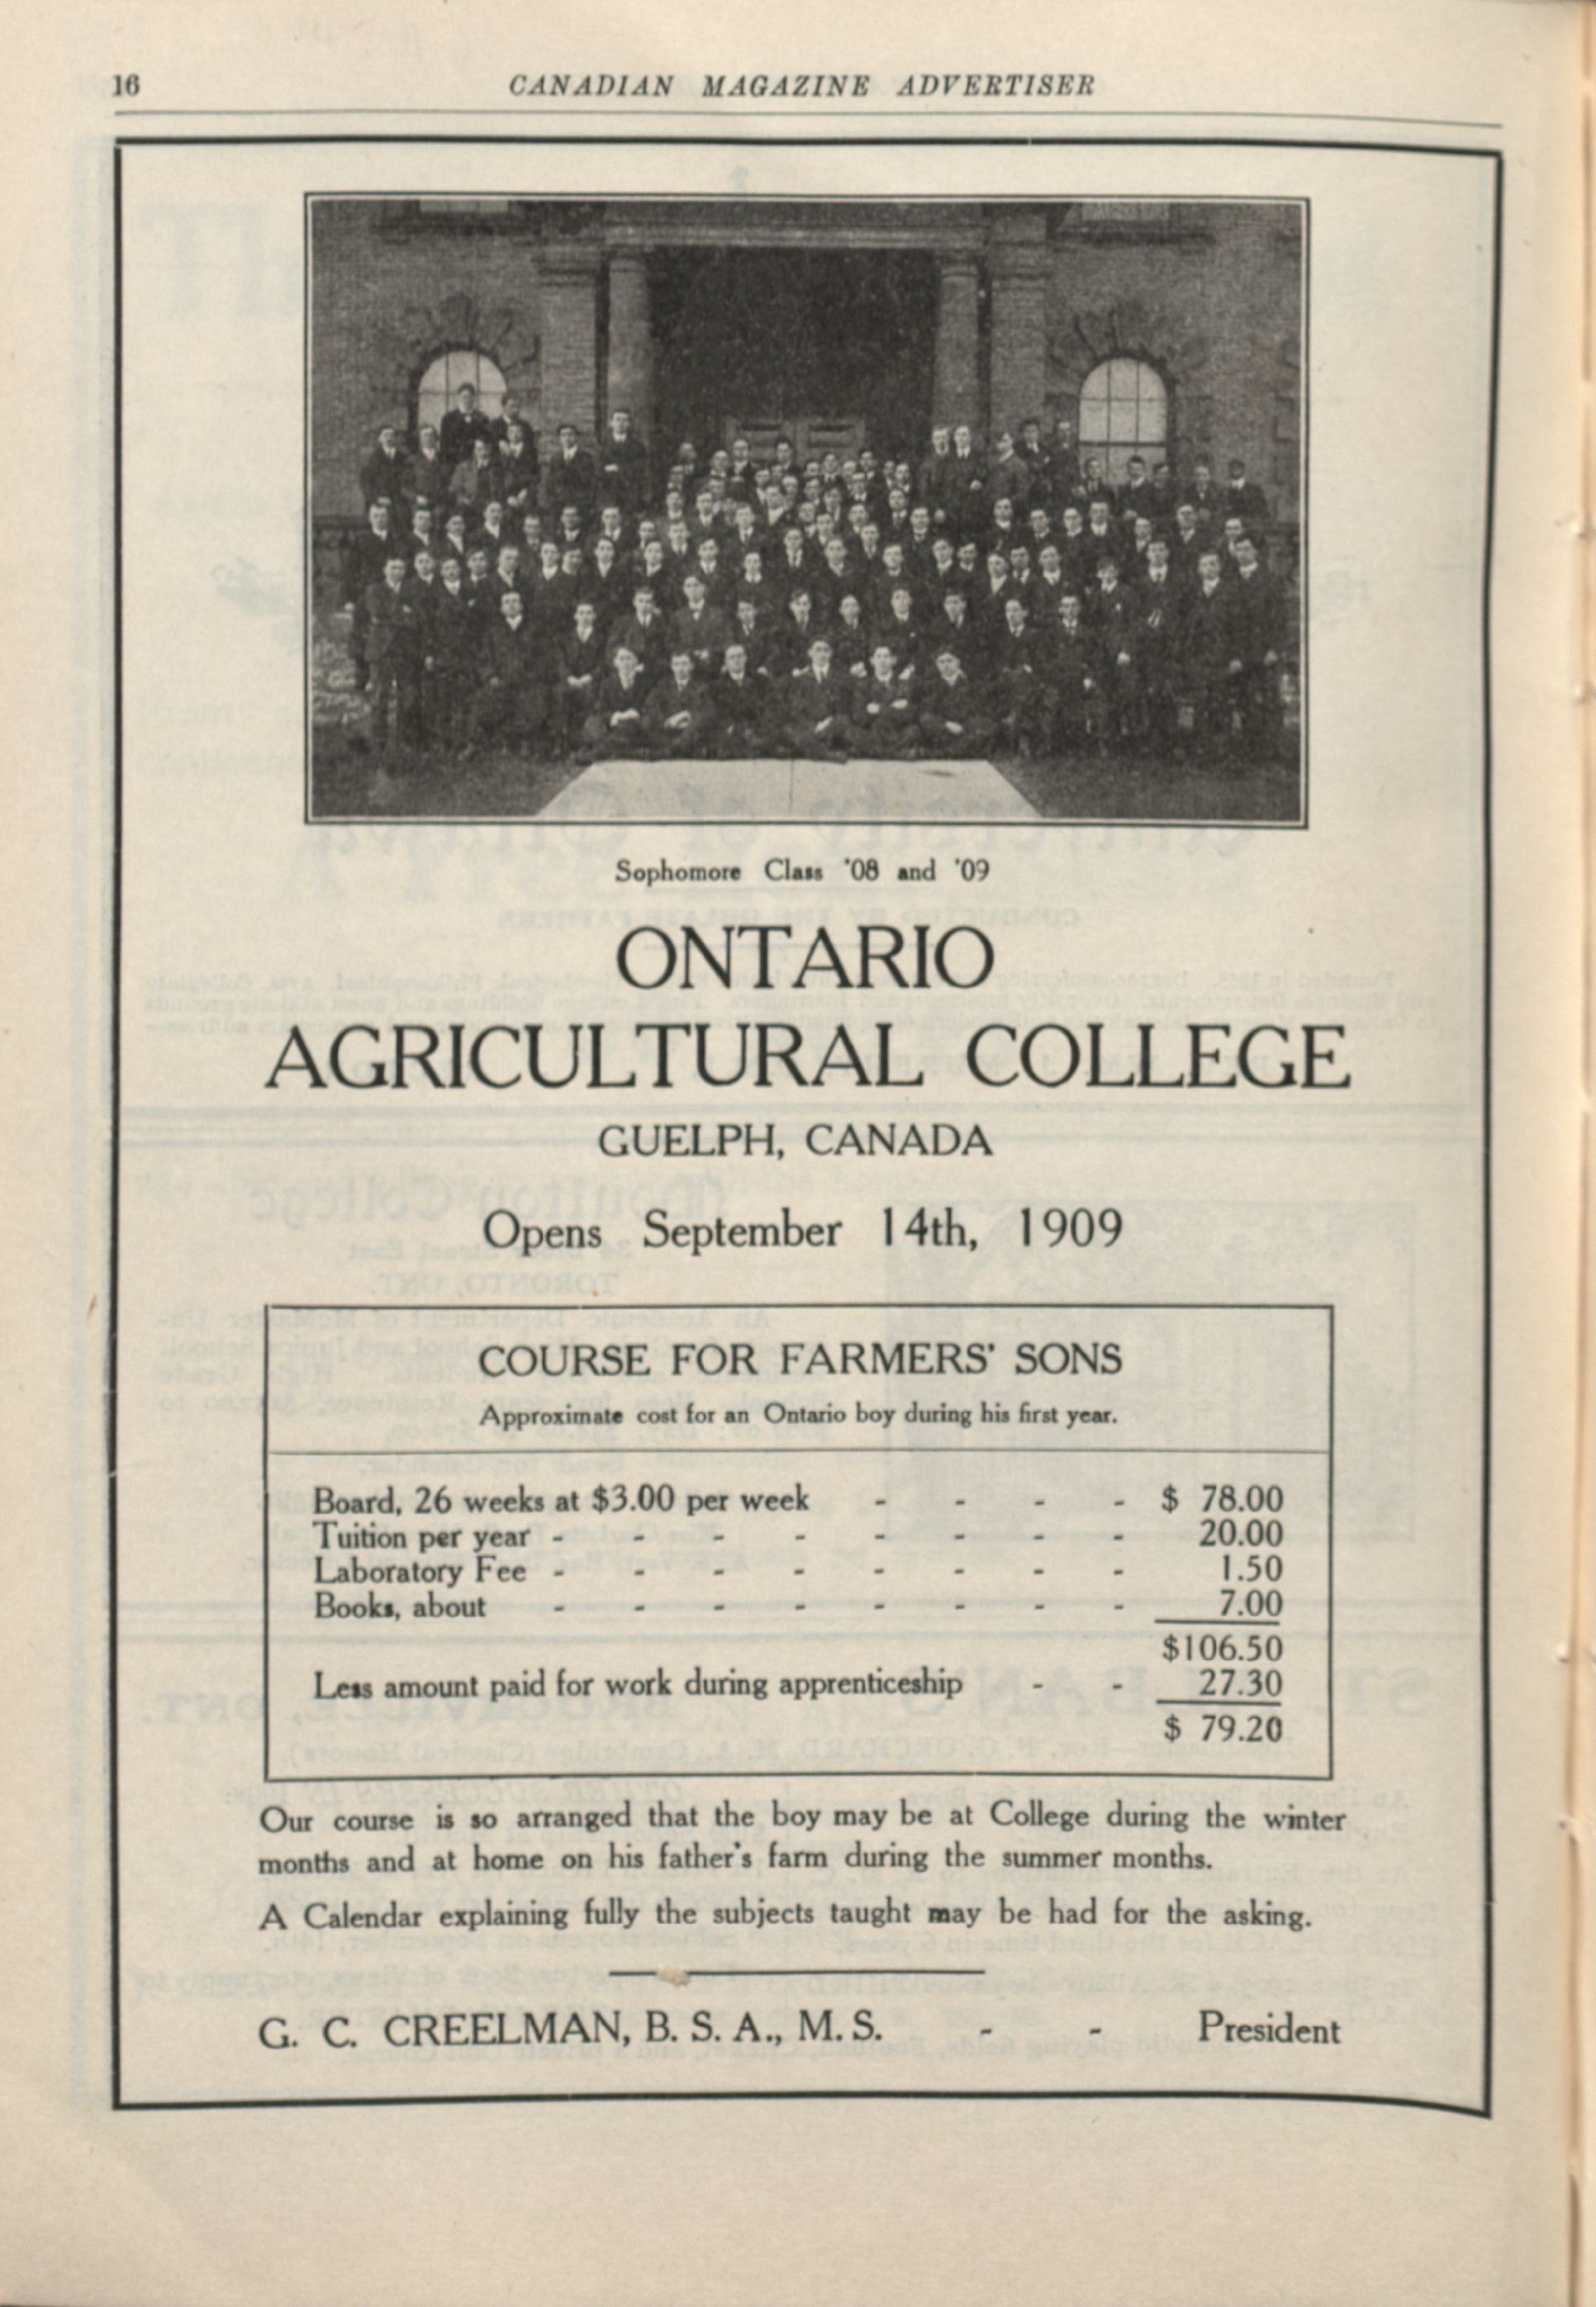 16
CANADIAN MAGAZINE ADVERTISER
Sophomore Class '08 and '09
ONTARIO
AGRICULTURAL COLLEGE
GUELPH, CANADA
Opens September 14th, 1909
COURSE FOR FARMERS' SONS
Approximate cost for an Ontario boy during his first year.
Board, 26 weeks at $3.00 per week - - - - $ 78.00
Tuition per year - - - - - - - - 20.00
Laboratory Fee - - - - - - - - 1.50
Books, about - - - - - - - - 7.00
$106.50
Less amount paid for work during apprenticeship - - 27.30
$ 79.20
Our course is so arranged that the boy may be at College during the winter
months and at home on his father's farm during the summer months.
A Calendar explaining fully the subjects taught may be had for the asking.
G. C. CREELMAN, B. S. A., M. S. - - President